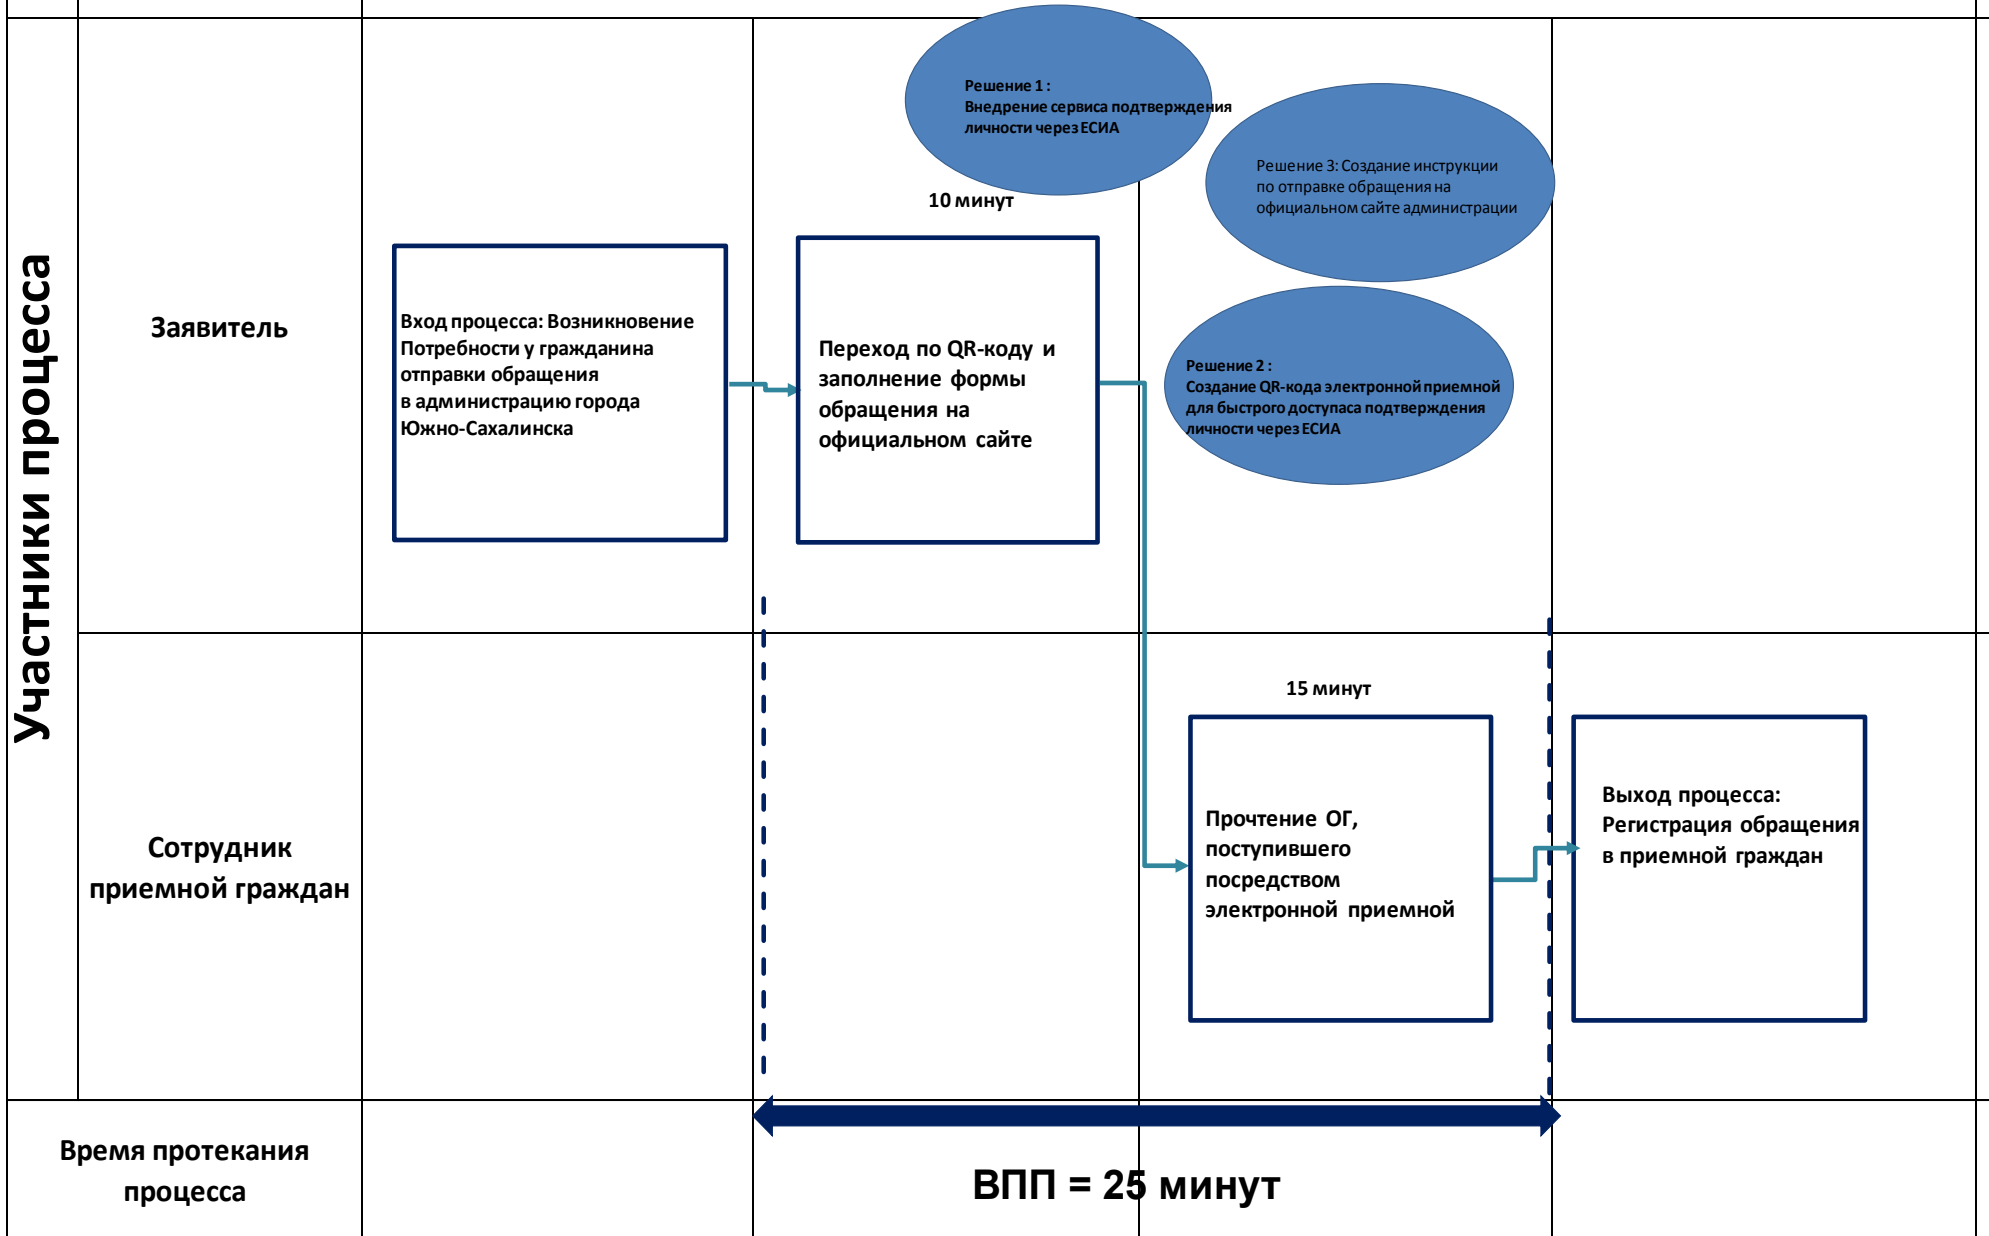 Участники процесса
Заявитель
Вход процесса: Возникновение
Потребности у гражданина
отправки обращения
в администрацию города
Южно-Сахалинска
10 минут
Переход по QR-коду и
заполнение формы
обращения на
официальном сайте
Решение 1 :
Внедрение сервиса подтверждения
личности через ЕСИА
Решение 3: Создание инструкции
по отправке обращения на
официальном сайте администрации
Решение 2 :
Создание QR-кода электронной приемной
для быстрого доступаса подтверждения
личности через ЕСИА
Сотрудник
приемной граждан
15 минут
Прочтение ОГ,
поступившего
посредством
электронной приемной
Выход процесса:
Регистрация обращения
в приемной граждан
Время протекания
процесса
ВПП = 25 минут